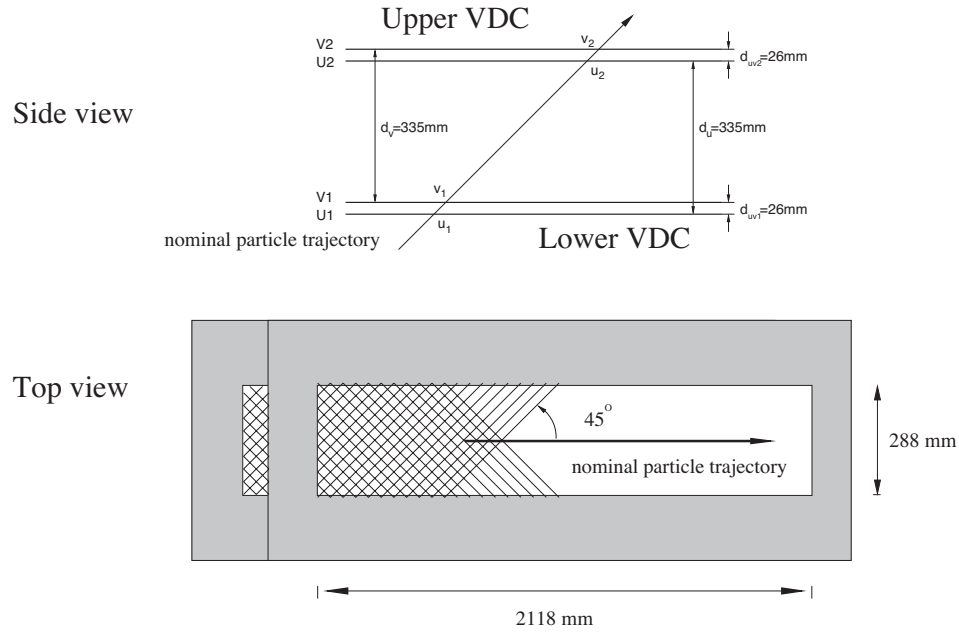 Upper VDC
V2
v2
U2
u2
d_uv2=26mm
Side view
d_v=335mm
d_u=335mm
V1
v1
U1
u1
d_uv1=26mm
nominal particle trajectory
Lower VDC
Top view
45°
288 mm
nominal particle trajectory
2118 mm